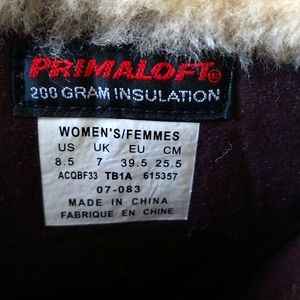 PRIMALOFT®
200 GRAM INSULATION
WOMEN'S/FEMMES
US UK EU CM
8.5 7 39.5 25.5
ACQBF33 TB1A 615357
07-083
MADE IN CHINA
FABRIQUE EN CHINE